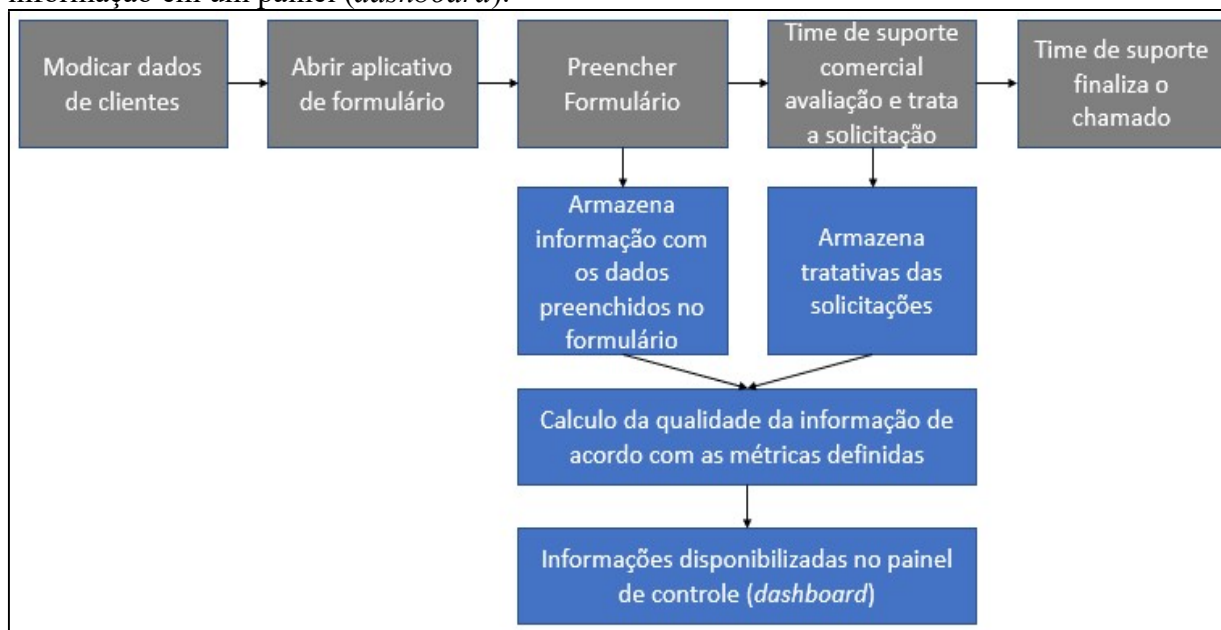 informação em um painel (dashboard).
Modicar dados
de clientes
Abrir aplicativo
de formulário
Preencher
Formulário
Time de suporte
comercial
avaliação e trata
a solicitação
Time de suporte
finaliza o
chamado
Armazena
informação com
os dados
preenchidos no
formulário
Armazena
tratativas das
solicitações
Calculo da qualidade da informação de
acordo com as métricas definidas
Informações disponibilizadas no painel
de controle (dashboard)